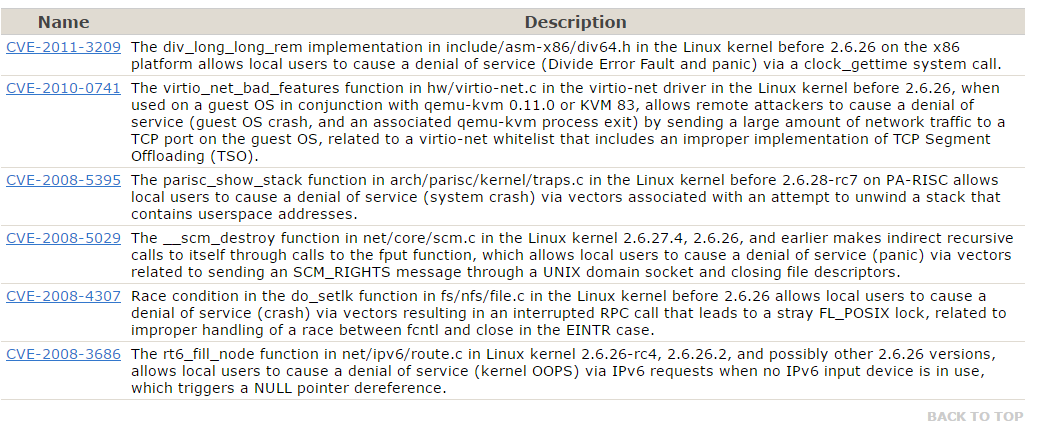 Name Description
CVE-2011-3209 The div_long_long_rem implementation in include/asm-x86/div64.h in the Linux kernel before 2.6.26 on the x86
platform allows local users to cause a denial of service (Divide Error Fault and panic) via a clock_gettime system call.
CVE-2010-0741 The virtio_net_bad_features function in hw/virtio-net.c in the virtio-net driver in the Linux kernel before 2.6.26, when
used on a guest OS in conjunction with qemu-kvm 0.11.0 or KVM 83, allows remote attackers to cause a denial of
service (guest OS crash, and an associated qemu-kvm process exit) by sending a large amount of network traffic to a
TCP port on the guest OS, related to a virtio-net whitelist that includes an improper implementation of TCP Segment
Offloading (TSO).
CVE-2008-5395 The parisc_show_stack function in arch/parisc/kernel/traps.c in the Linux kernel before 2.6.28-rc7 on PA-RISC allows
local users to cause a denial of service (system crash) via vectors associated with an attempt to unwind a stack that
contains userspace addresses.
CVE-2008-5029 The __scm_destroy function in net/core/scm.c in the Linux kernel 2.6.27.4, 2.6.26, and earlier makes indirect recursive
calls to itself through calls to the fput function, which allows local users to cause a denial of service (panic) via vectors
related to sending an SCM_RIGHTS message through a UNIX domain socket and closing file descriptors.
CVE-2008-4307 Race condition in the do_setlk function in fs/nfs/file.c in the Linux kernel before 2.6.26 allows local users to cause a
denial of service (crash) via vectors resulting in an interrupted RPC call that leads to a stray FL_POSIX lock, related to
improper handling of a race between fcntl and close in the EINTR case.
CVE-2008-3686 The rt6_fill_node function in net/ipv6/route.c in Linux kernel 2.6.26-rc4, 2.6.26.2, and possibly other 2.6.26 versions,
allows local users to cause a denial of service (kernel OOPS) via IPv6 requests when no IPv6 input device is in use,
which triggers a NULL pointer dereference.
BACK TO TOP